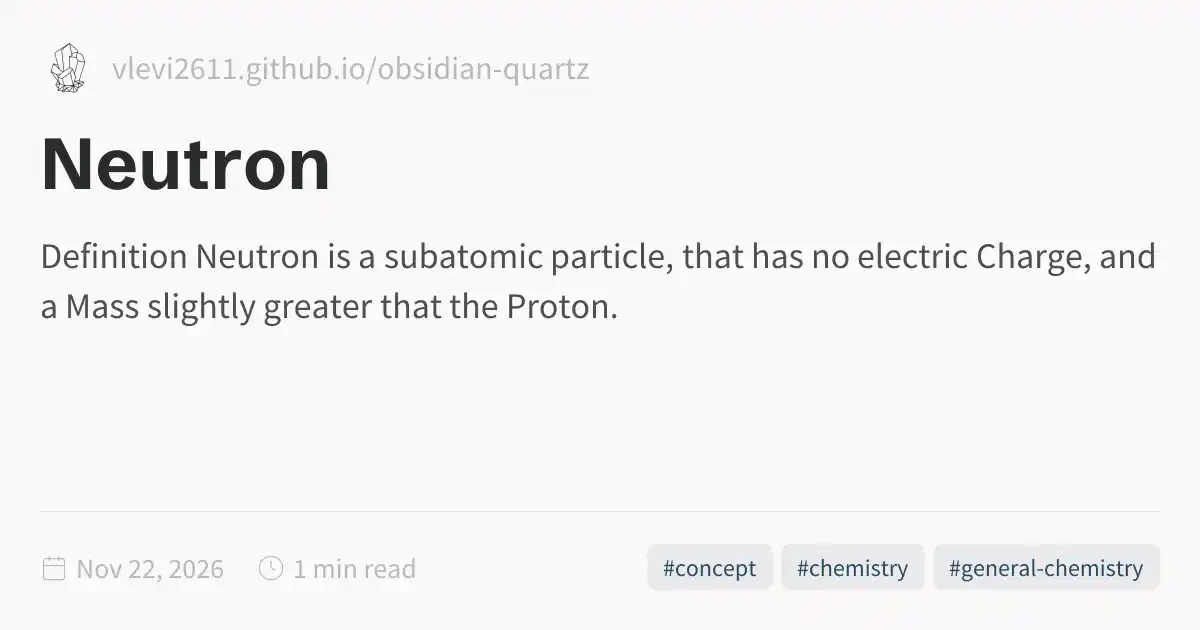 vlevi2611.github.io/obsidian-quartz
Neutron
Definition Neutron is a subatomic particle, that has no electric Charge, and
a Mass slightly greater that the Proton.
Nov 22, 2026 1 min read #concept #chemistry #general-chemistry